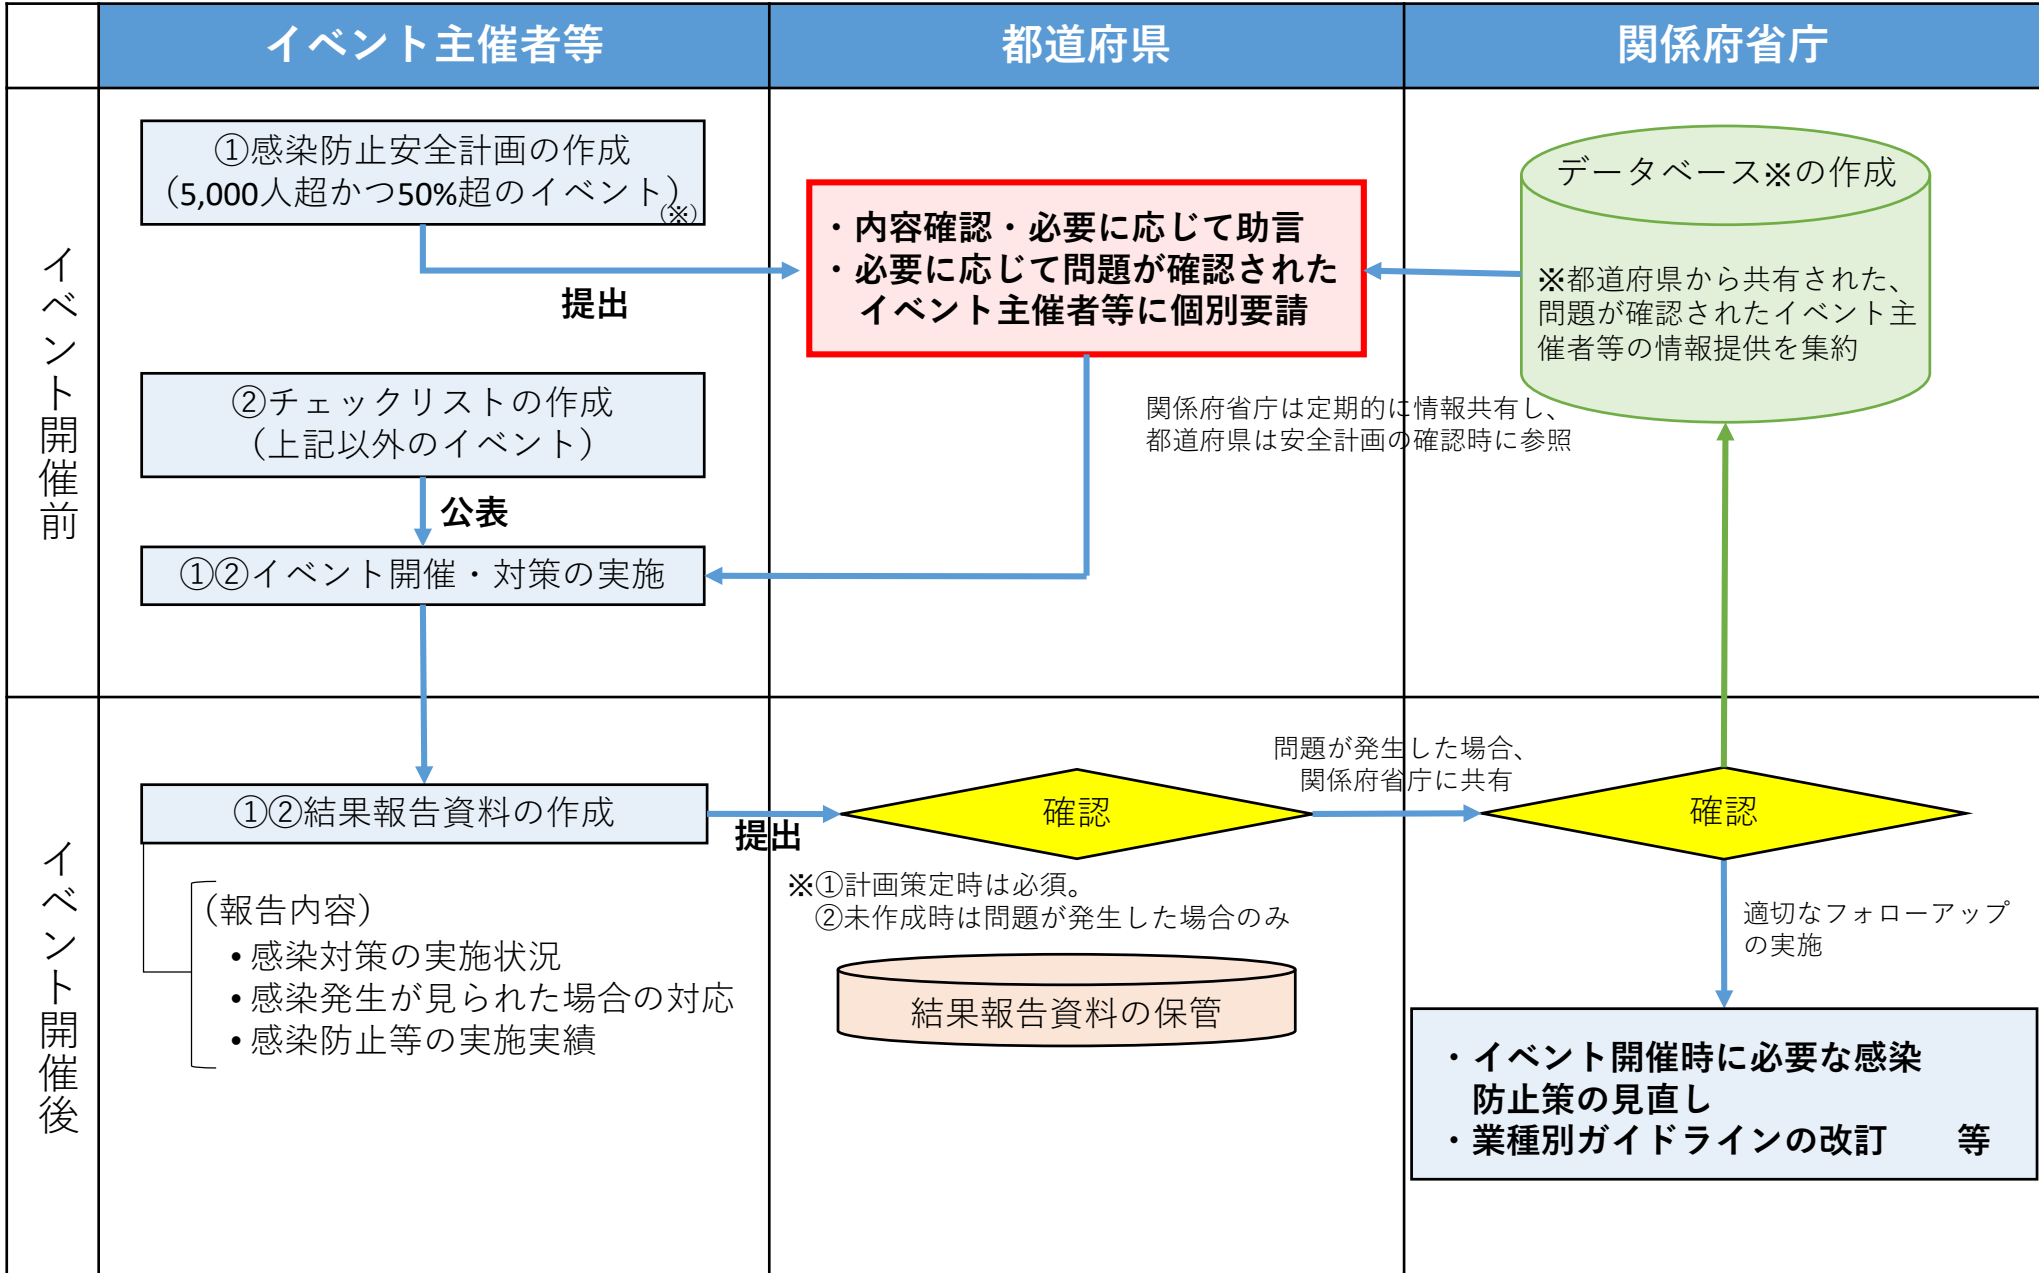 イベント主催者等
都道府県
関係府省庁
イベント開催前
①感染防止安全計画の作成
（5,000人超かつ50%超のイベント）(※)
提出
②チェックリストの作成
（上記以外のイベント）
公表
①②イベント開催・対策の実施
・内容確認・必要に応じて助言
・必要に応じて問題が確認された
イベント主催者等に個別要請
関係府省庁は定期的に情報共有し、
都道府県は安全計画の確認時に参照
データベース※の作成
※都道府県から共有された、
問題が確認されたイベント主
催者等の情報提供を集約
イベント開催後
①②結果報告資料の作成
提出
（報告内容）
•感染対策の実施状況
•感染発生が見られた場合の対応
•感染防止等の実施実績
確認
※①計画策定時は必須。
②未作成時は問題が発生した場合のみ
結果報告資料の保管
問題が発生した場合、
関係府省庁に共有
確認
適切なフォローアップ
の実施
・イベント開催時に必要な感染
防止策の見直し
・業種別ガイドラインの改訂　　等